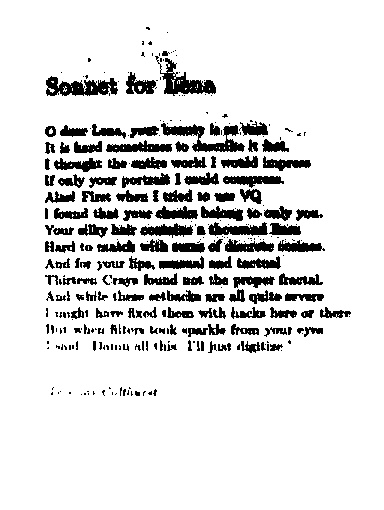 Sonnet for Lena
O dear Lena, your beauty is so vast
It is hard sometimes to describe it fast.
I thought the entire world I would impress
If only your portrait I could compress.
Alas! First when I tried to use VQ
I found that your cheeks belong to only you.
Your silky hair contains a thousand lines
Hard to match with sums of discrete cosines.
And for your lips, sensual and tactual
Thirteen Crays found not the proper fractal.
And while these setbacks are all quite severe
I might have fixed them with hacks here or there
But when filters took sparkle from your eyes
I said, "Damn all this. I'll just digitize."
Colthurst